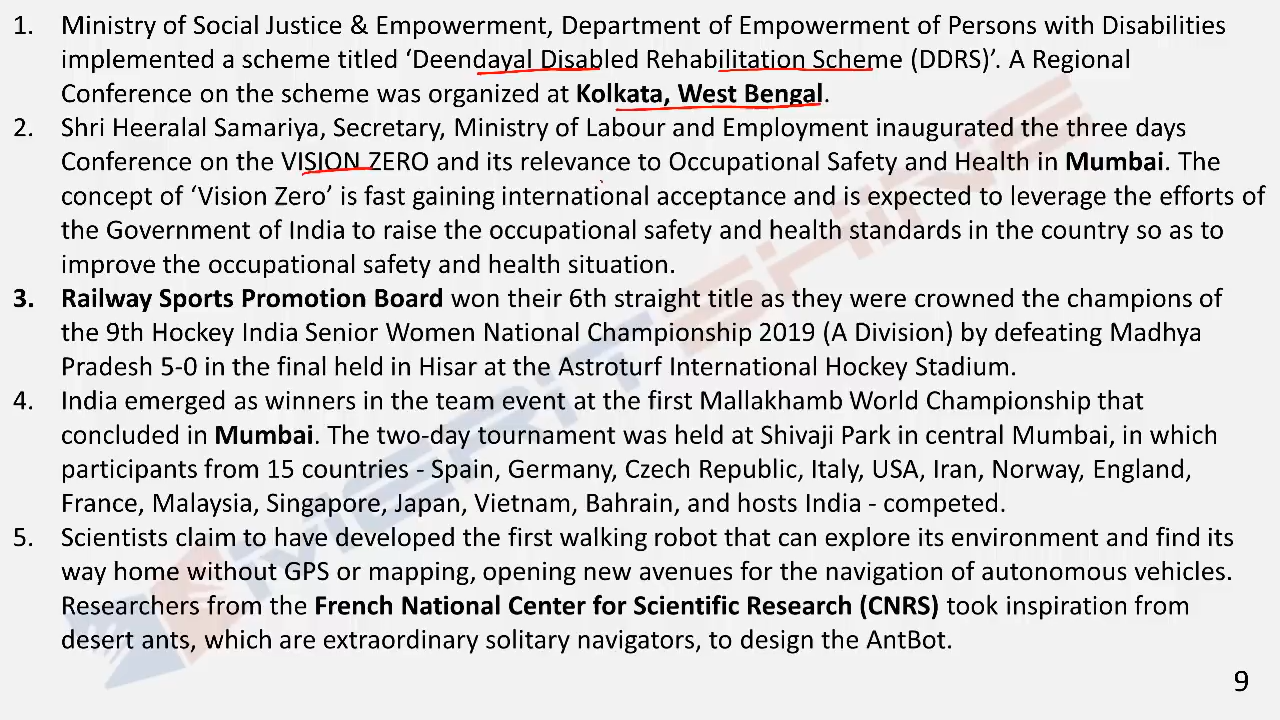 1. Ministry of Social Justice & Empowerment, Department of Empowerment of Persons with Disabilities
implemented a scheme titled ‘Deendayal Disabled Rehabilitation Scheme (DDRS)’. A Regional
Conference on the scheme was organized at Kolkata, West Bengal.
2. Shri Heeralal Samariya, Secretary, Ministry of Labour and Employment inaugurated the three days
Conference on the VISION ZERO and its relevance to Occupational Safety and Health in Mumbai. The
concept of ‘Vision Zero’ is fast gaining international acceptance and is expected to leverage the efforts of
the Government of India to raise the occupational safety and health standards in the country so as to
improve the occupational safety and health situation.
3. Railway Sports Promotion Board won their 6th straight title as they were crowned the champions of
the 9th Hockey India Senior Women National Championship 2019 (A Division) by defeating Madhya
Pradesh 5-0 in the final held in Hisar at the Astroturf International Hockey Stadium.
4. India emerged as winners in the team event at the first Mallakhamb World Championship that
concluded in Mumbai. The two-day tournament was held at Shivaji Park in central Mumbai, in which
participants from 15 countries - Spain, Germany, Czech Republic, Italy, USA, Iran, Norway, England,
France, Malaysia, Singapore, Japan, Vietnam, Bahrain, and hosts India - competed.
5. Scientists claim to have developed the first walking robot that can explore its environment and find its
way home without GPS or mapping, opening new avenues for the navigation of autonomous vehicles.
Researchers from the French National Center for Scientific Research (CNRS) took inspiration from
desert ants, which are extraordinary solitary navigators, to design the AntBot.
MERIT SHINE
9